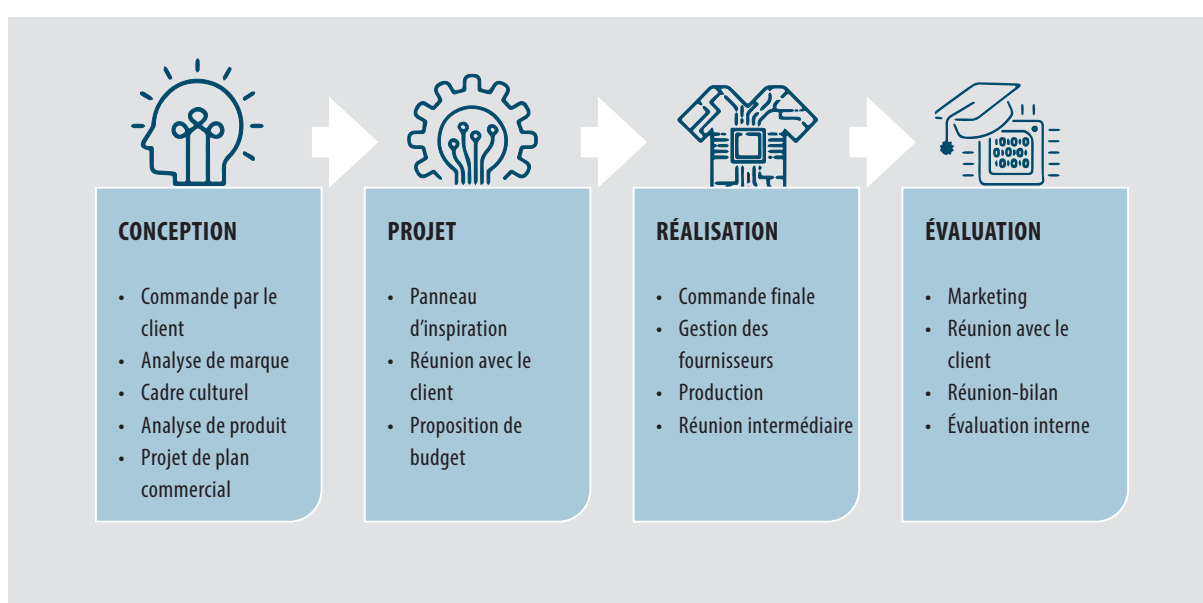 CONCEPTION
• Commande par le
client
• Analyse de marque
• Cadre culturel
• Analyse de produit
• Projet de plan
commercial
PROJET
• Panneau
d’inspiration
• Réunion avec le
client
• Proposition de
budget
RÉALISATION
• Commande finale
• Gestion des
fournisseurs
• Production
• Réunion intermédiaire
ÉVALUATION
• Marketing
• Réunion avec le
client
• Réunion-bilan
• Évaluation interne